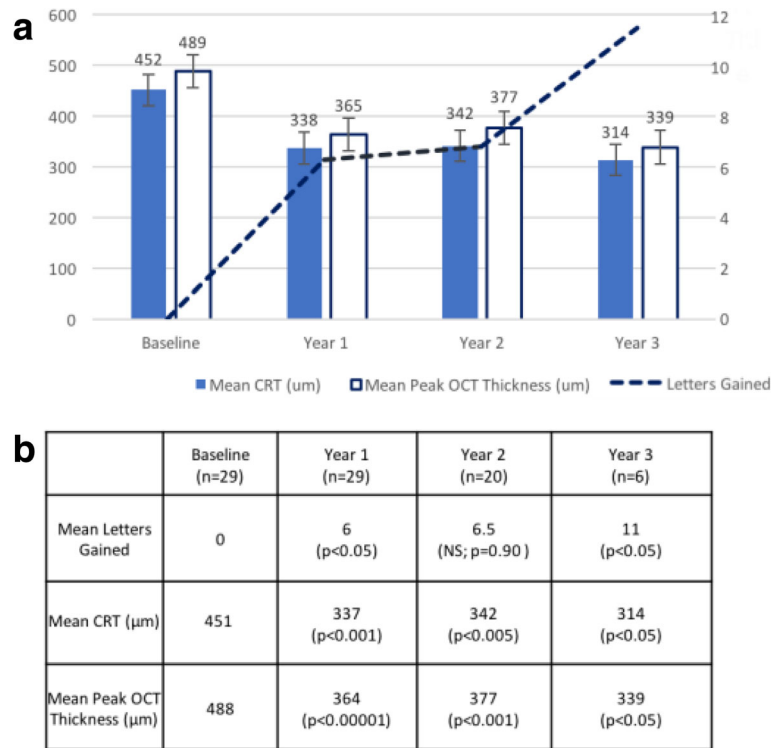 a
600
500
400
300
200
100
0
12
10
8
6
4
2
0
452
489
338
365
342
377
314
339
Baseline Year 1 Year 2 Year 3
Mean CRT (um) Mean Peak OCT Thickness (um) Letters Gained
b
Baseline Year 1 Year 2 Year 3
(n=29) (n=29) (n=20) (n=6)
Mean Letters
Gained
0 6 6.5 11
(p<0.05) (NS; p=0.90 ) (p<0.05)
Mean CRT (μm) 451 337 342 314
(p<0.001) (p<0.005) (p<0.05)
Mean Peak OCT
Thickness (μm)
488 364 377 339
(p<0.00001) (p<0.001) (p<0.05)